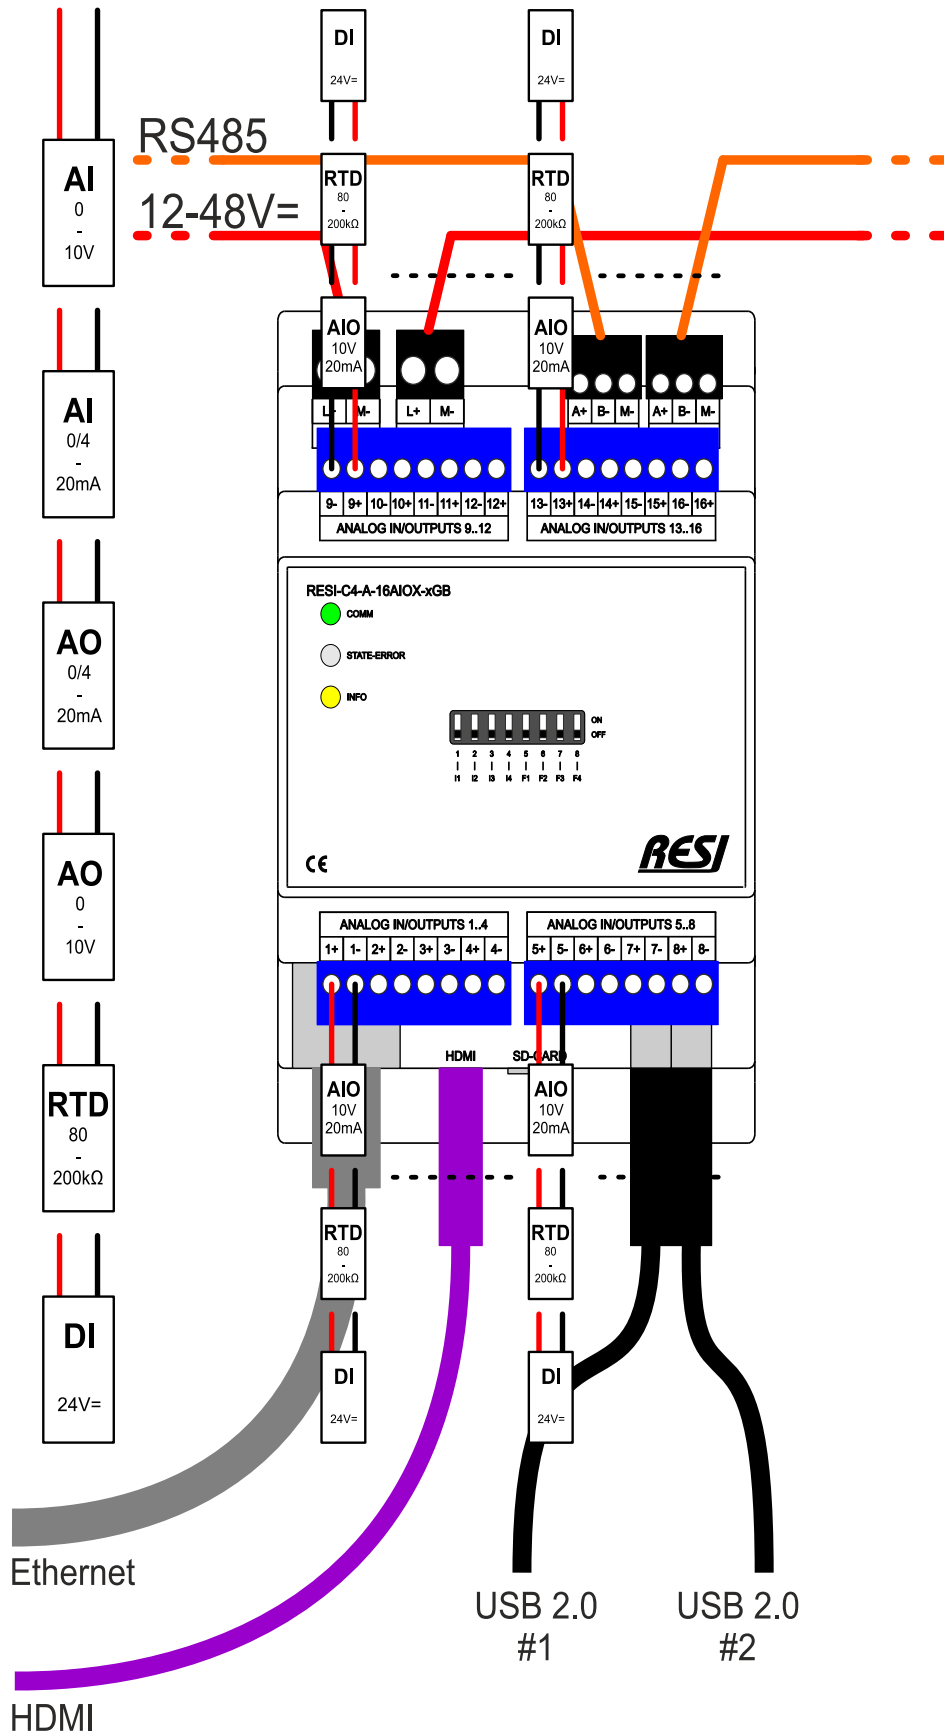 DI
24V=
DI
24V=
RS485
12-48V=
AI
0
-
10V
RTD
80
-
200kΩ
RTD
80
-
200kΩ
AIO
10V
20mA
AIO
10V
20mA
L+ M- L+ M- A+ B- M- A+ B- M-
AI
0/4
-
20mA
9- 9+ 10- 10+ 11- 11+ 12- 12+
ANALOG IN/OUTPUTS 9..12
13- 13+ 14- 14+ 15- 15+ 16- 16+
ANALOG IN/OUTPUTS 13..16
RESI-C4-A-16AIOX-xGB
COMM
STATE-ERROR
INFO
ON
OFF
1 2 3 4 5 6 7 8
I1 I2 I3 I4 F1 F2 F3 F4
AO
0/4
-
20mA
AO
0
-
10V
CE
RESI
ANALOG IN/OUTPUTS 1..4
1+ 1- 2+ 2- 3+ 3- 4+ 4-
ANALOG IN/OUTPUTS 5..8
5+ 5- 6+ 6- 7+ 7- 8+ 8-
HDMI
SD-CARD
AIO
10V
20mA
AIO
10V
20mA
RTD
80
-
200kΩ
RTD
80
-
200kΩ
RTD
80
-
200kΩ
DI
24V=
DI
24V=
DI
24V=
Ethernet
HDMI
USB 2.0
#1
USB 2.0
#2